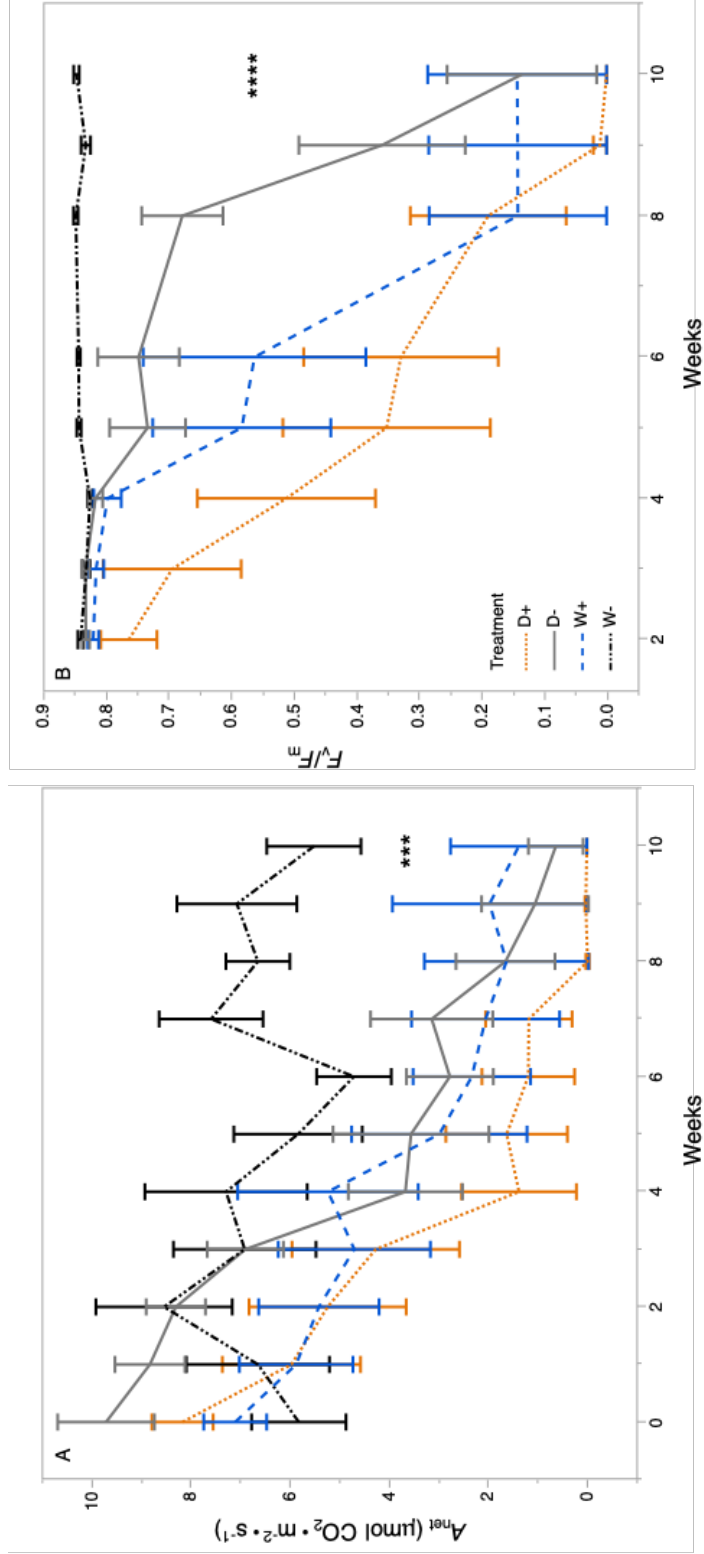 A
10
8
6
4
2
0
A_net (µmol CO₂ • m⁻² • s⁻¹)
***
0
2
4
6
8
10
Weeks
B
0.9
0.8
0.7
0.6
0.5
0.4
0.3
0.2
0.1
0.0
F_v/F_m
****
Treatment
D+
D-
W+
W-
2
4
6
8
10
Weeks